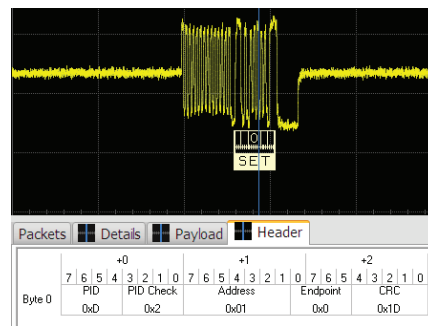 0
SET
Packets Details Payload Header
+0 +1 +2
7 6 5 4 3 2 1 0 7 6 5 4 3 2 1 0 7 6 5 4 3 2 1 0
PID PID Check Address Endpoint CRC
Byte 0 0xD 0x2 0x01 0x0 0x1D